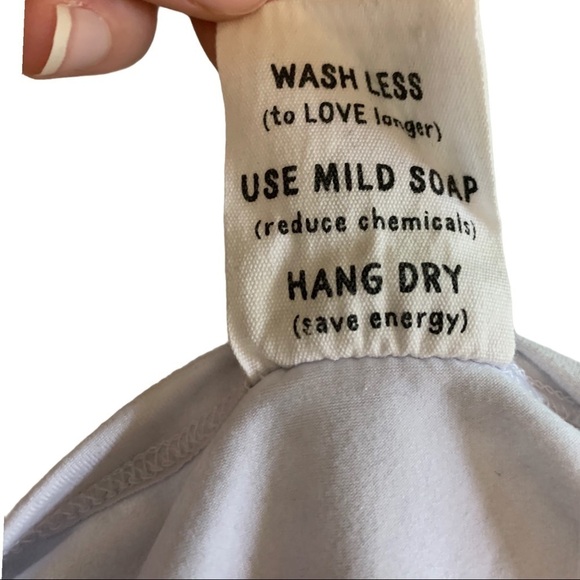 WASH LESS
(to LOVE longer)
USE MILD SOAP
(reduce chemicals)
HANG DRY
(save energy)